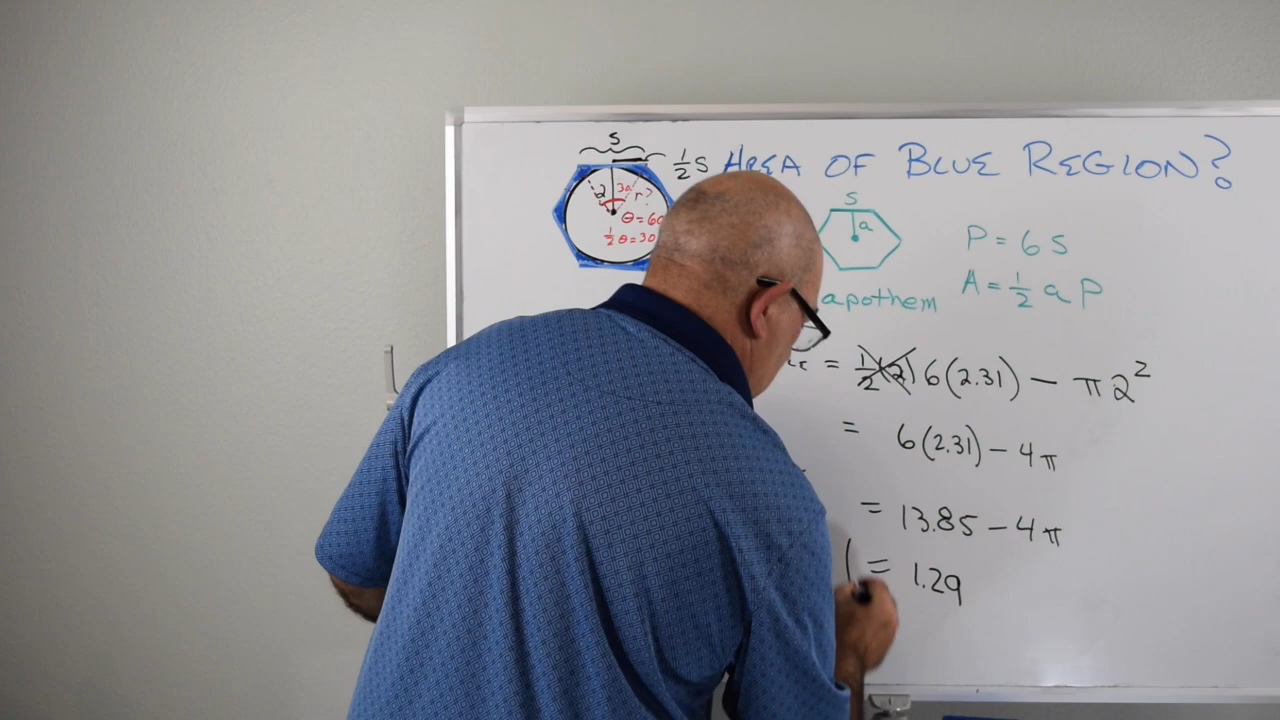 S
½S AREA OF BLUE REGION?
2 30 r?
θ = 60
½θ = 30
S
a
P = 6S
apothem
A = ½ a P
= ½(2)6(2.31) − π2²
= 6(2.31) − 4π
= 13.85 − 4π
= 1.29